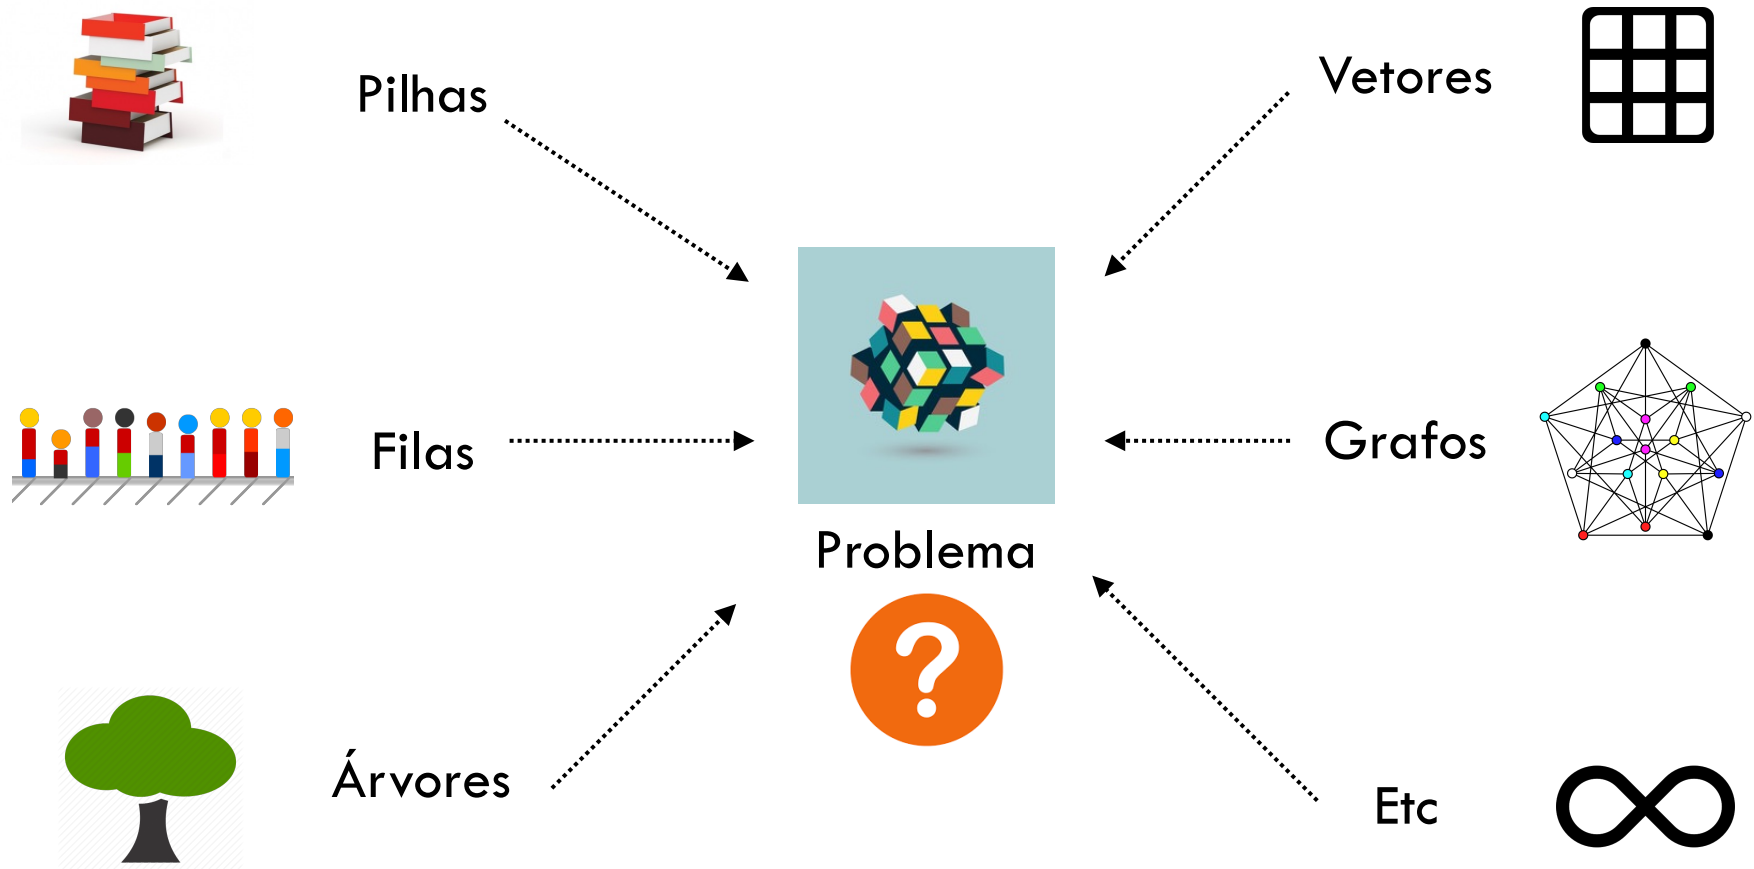 Pilhas
Vetores
Filas
Grafos
Problema
?
Árvores
Etc